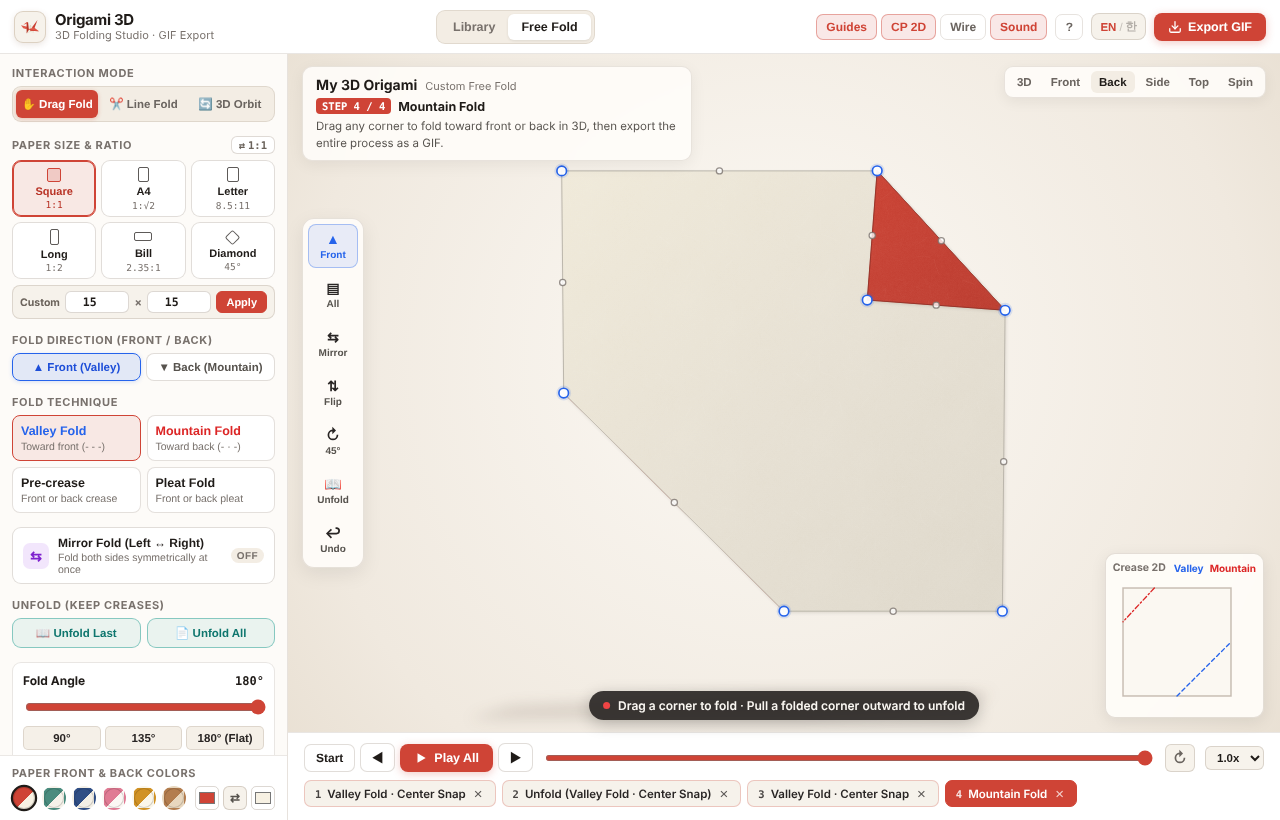 Origami 3D
3D Folding Studio · GIF Export
Library
Free Fold
Guides
CP 2D
Wire
Sound
?
EN / 한
Export GIF
INTERACTION MODE
Drag Fold
Line Fold
3D Orbit
PAPER SIZE & RATIO
⇄ 1:1
Square
1:1
A4
1:√2
Letter
8.5:11
Long
1:2
Bill
2.35:1
Diamond
45°
Custom
15
×
15
Apply
FOLD DIRECTION (FRONT / BACK)
▲ Front (Valley)
▼ Back (Mountain)
FOLD TECHNIQUE
Valley Fold
Toward front (- - -)
Mountain Fold
Toward back (- · -)
Pre-crease
Front or back crease
Pleat Fold
Front or back pleat
Mirror Fold (Left ↔ Right)
Fold both sides symmetrically at
once
OFF
UNFOLD (KEEP CREASES)
Unfold Last
Unfold All
Fold Angle
180°
90°
135°
180° (Flat)
PAPER FRONT & BACK COLORS
My 3D Origami
Custom Free Fold
STEP 4 / 4
Mountain Fold
Drag any corner to fold toward front or back in 3D, then export the
entire process as a GIF.
3D
Front
Back
Side
Top
Spin
Front
All
Mirror
Flip
45°
Unfold
Undo
Crease 2D
Valley
Mountain
Drag a corner to fold · Pull a folded corner outward to unfold
Start
Play All
1.0x
1 Valley Fold · Center Snap ×
2 Unfold (Valley Fold · Center Snap) ×
3 Valley Fold · Center Snap ×
4 Mountain Fold ×